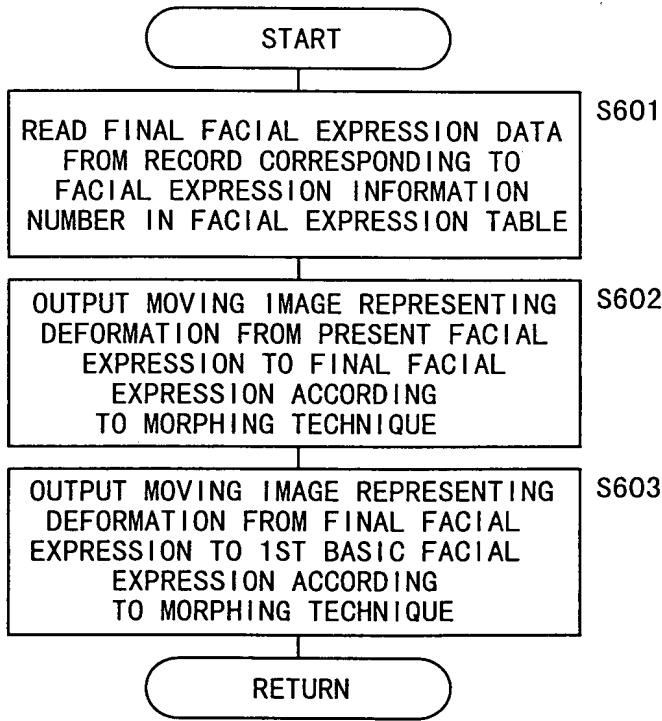 START
S601
READ FINAL FACIAL EXPRESSION DATA
FROM RECORD CORRESPONDING TO
FACIAL EXPRESSION INFORMATION
NUMBER IN FACIAL EXPRESSION TABLE
S602
OUTPUT MOVING IMAGE REPRESENTING
DEFORMATION FROM PRESENT FACIAL
EXPRESSION TO FINAL FACIAL
EXPRESSION ACCORDING
TO MORPHING TECHNIQUE
S603
OUTPUT MOVING IMAGE REPRESENTING
DEFORMATION FROM FINAL FACIAL
EXPRESSION TO 1ST BASIC FACIAL
EXPRESSION ACCORDING
TO MORPHING TECHNIQUE
RETURN